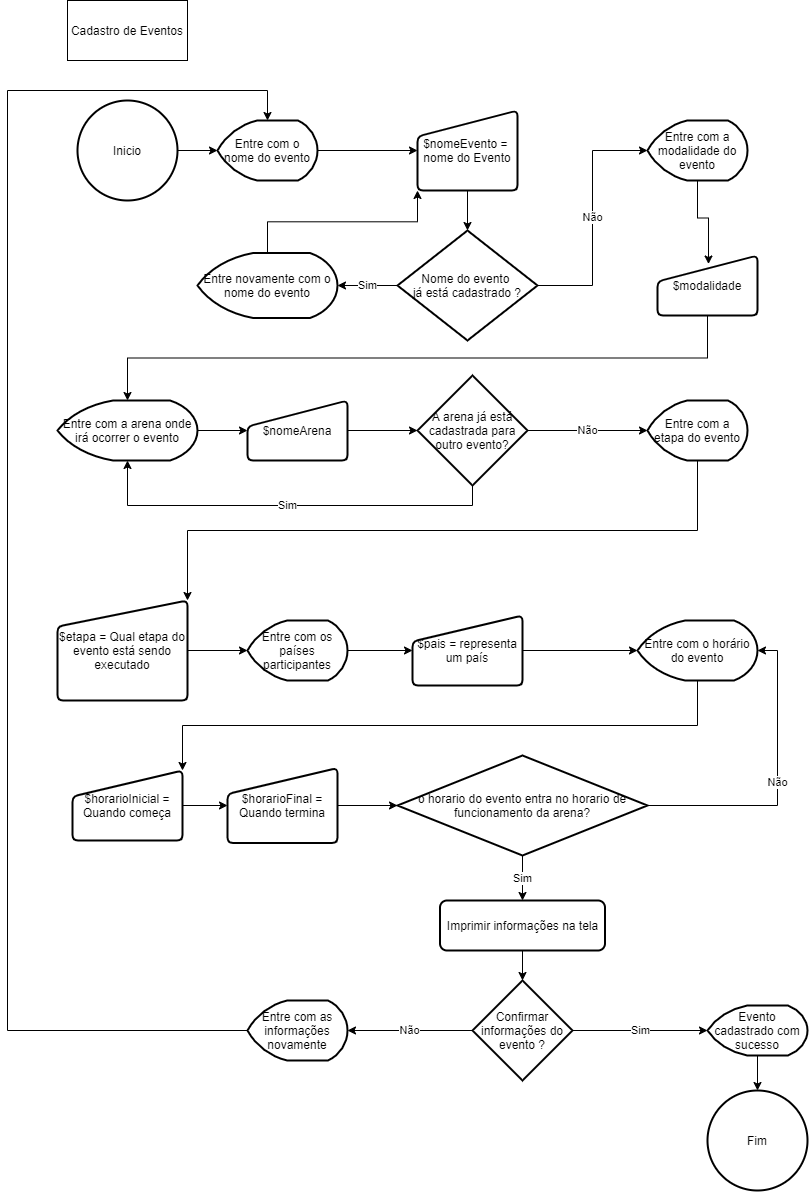 Cadastro de Eventos
Inicio
Entre com o
nome do evento
$nomeEvento =
nome do Evento
Entre com a
modalidade do
evento
Não
Entre novamente com o
nome do evento
Sim
Nome do evento
já está cadastrado ?
$modalidade
Entre com a arena onde
irá ocorrer o evento
$nomeArena
A arena já está
cadastrada para
outro evento?
Não
Entre com a
etapa do evento
Sim
$etapa = Qual etapa do
evento está sendo
executado
Entre com os
países
participantes
$pais = representa
um país
Entre com o horário
do evento
Não
$horarioInicial =
Quando começa
$horarioFinal =
Quando termina
o horario do evento entra no horario de
funcionamento da arena?
Sim
Imprimir informações na tela
Entre com as
informações
novamente
Não
Confirmar
informações do
evento ?
Sim
Evento
cadastrado com
sucesso
Fim